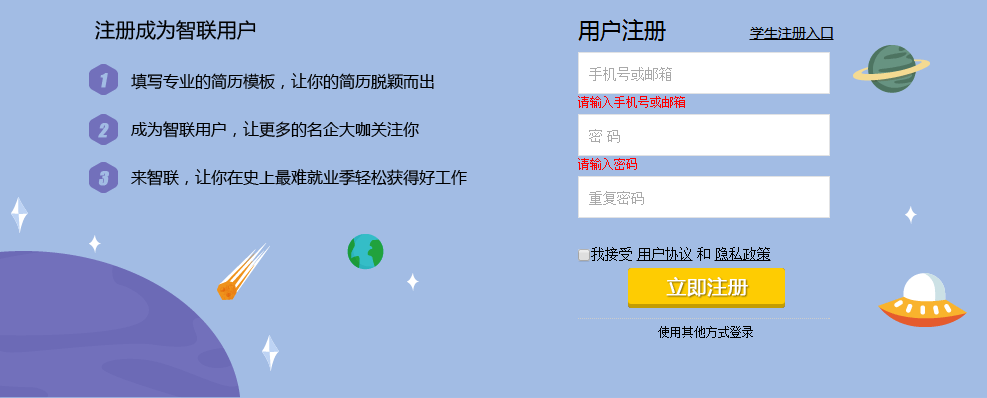 注册成为智联用户
1 填写专业的简历模板，让你的简历脱颖而出
2 成为智联用户，让更多的名企大咖关注你
3 来智联，让你在史上最难就业季轻松获得好工作
用户注册 学生注册入口
手机号或邮箱
请输入手机号或邮箱
密 码
请输入密码
重复密码
我接受 用户协议 和 隐私政策
立即注册
使用其他方式登录